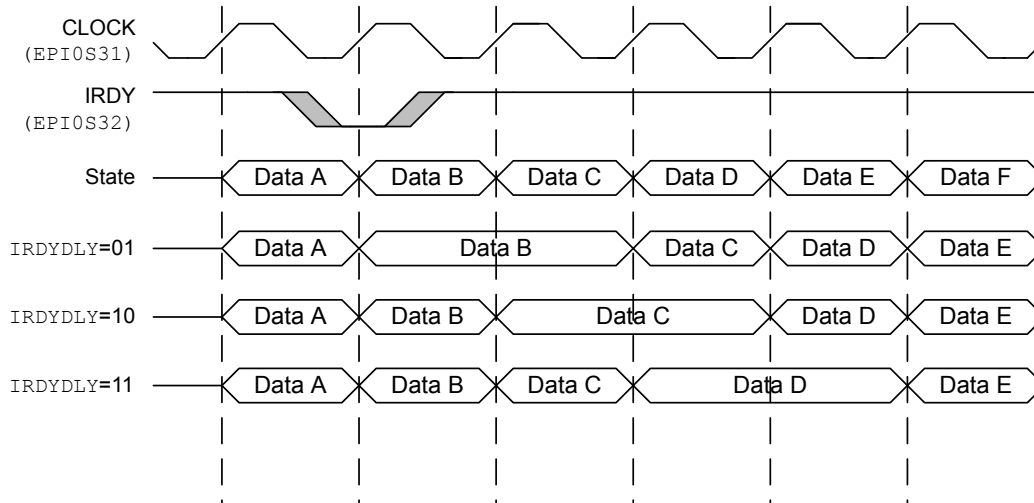 CLOCK
(EPI0S31)
IRDY
(EPI0S32)
State Data A Data B Data C Data D Data E Data F
IRDYDLY=01 Data A Data B Data C Data D Data E
IRDYDLY=10 Data A Data B Data C Data D Data E
IRDYDLY=11 Data A Data B Data C Data D Data E